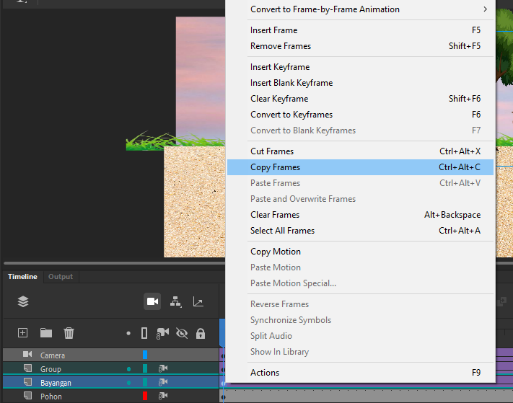 Convert to Frame-by-Frame Animation
Insert Frame F5
Remove Frames Shift+F5
Insert Keyframe
Insert Blank Keyframe
Clear Keyframe Shift+F6
Convert to Keyframes F6
Convert to Blank Keyframes F7
Cut Frames Ctrl+Alt+X
Copy Frames Ctrl+Alt+C
Paste Frames Ctrl+Alt+V
Paste and Overwrite Frames
Clear Frames Alt+Backspace
Select All Frames Ctrl+Alt+A
Copy Motion
Paste Motion
Paste Motion Special...
Reverse Frames
Synchronize Symbols
Split Audio
Show In Library
Actions F9
Timeline Output
Camera
Group
Bayangan
Pohon